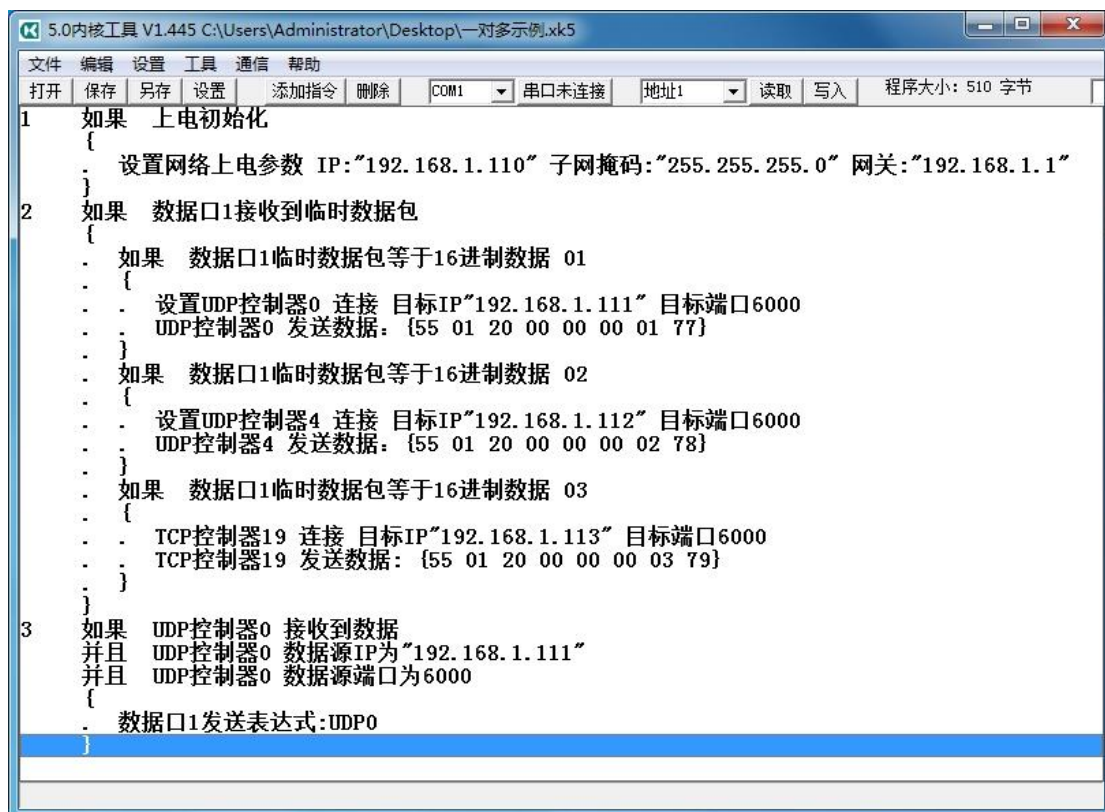 5.0内核工具 V1.445 C:\Users\Administrator\Desktop\一对多示例.xk5
文件 编辑 设置 工具 通信 帮助
打开 保存 另存 设置 添加指令 删除 COM1 串口未连接 地址1 读取 写入 程序大小: 510 字节
1 如果 上电初始化
{
. 设置网络上电参数 IP:"192.168.1.110" 子网掩码:"255.255.255.0" 网关:"192.168.1.1"
}
2 如果 数据口1接收到临时数据包
{
. 如果 数据口1临时数据包等于16进制数据 01
. {
. . 设置UDP控制器0 连接 目标IP"192.168.1.111" 目标端口6000
. . UDP控制器0 发送数据: {55 01 20 00 00 00 01 77}
. }
. 如果 数据口1临时数据包等于16进制数据 02
. {
. . 设置UDP控制器4 连接 目标IP"192.168.1.112" 目标端口6000
. . UDP控制器4 发送数据: {55 01 20 00 00 00 02 78}
. }
. 如果 数据口1临时数据包等于16进制数据 03
. {
. . TCP控制器19 连接 目标IP"192.168.1.113" 目标端口6000
. . TCP控制器19 发送数据: {55 01 20 00 00 00 03 79}
. }
}
3 如果 UDP控制器0 接收到数据
并且 UDP控制器0 数据源IP为"192.168.1.111"
并且 UDP控制器0 数据源端口为6000
{
. 数据口1发送表达式:UDP0
}